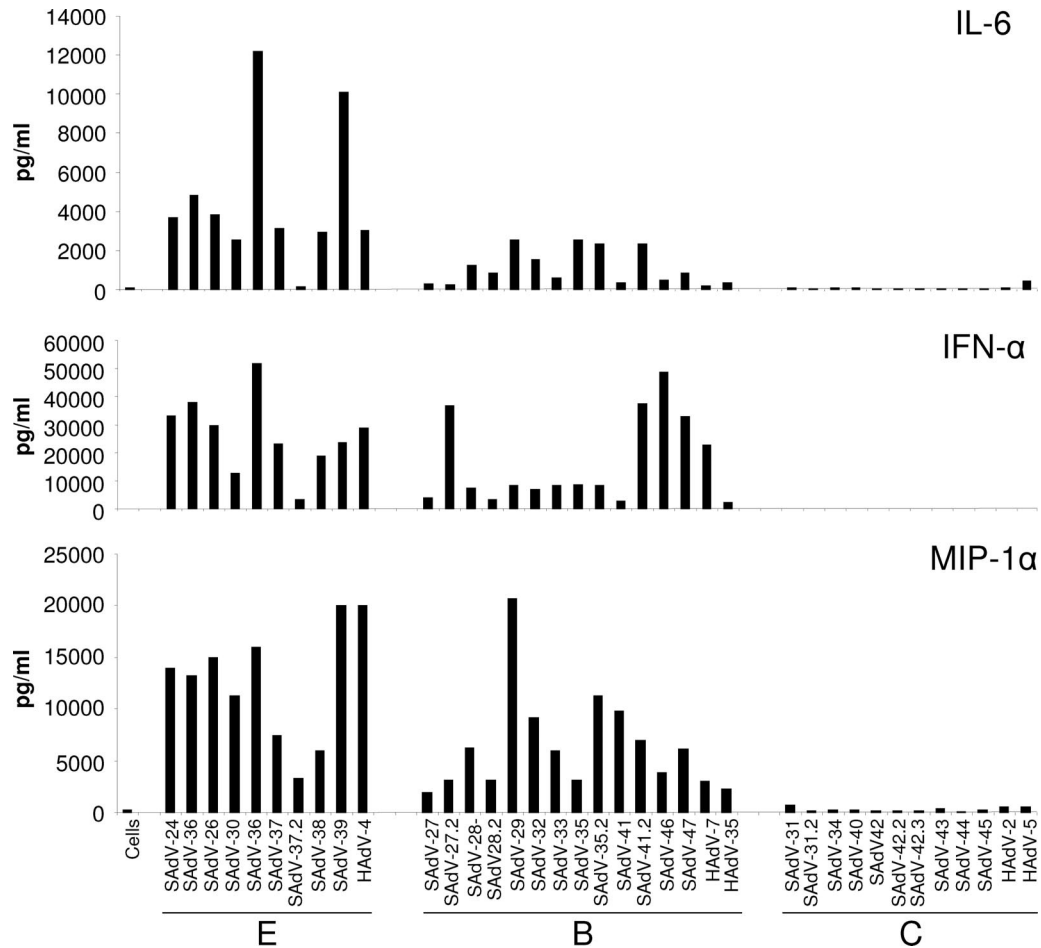 IL-6
14000
12000
10000
8000
6000
4000
2000
0
pg/ml
IFN-α
60000
50000
40000
30000
20000
10000
0
pg/ml
MIP-1α
25000
20000
15000
10000
5000
0
pg/ml
Cells
SAdV-24
SAdV-36
SAdV-26
SAdV-30
SAdV-36
SAdV-37
SAdV-37.2
SAdV-38
SAdV-39
HAdV-4
SAdV-27
SAdV-27.2
SAdV-28-
SAdV28.2
SAdV-29
SAdV-32
SAdV-33
SAdV-35
SAdV-35.2
SAdV-41
SAdV-41.2
SAdV-46
SAdV-47
HAdV-7
HAdV-35
SAdV-31
SAdV-31.2
SAdV-34
SAdV-40
SAdV42
SAdV-42.2
SAdV-42.3
SAdV-43
SAdV-44
SAdV-45
HAdV-2
HAdV-5
E
B
C